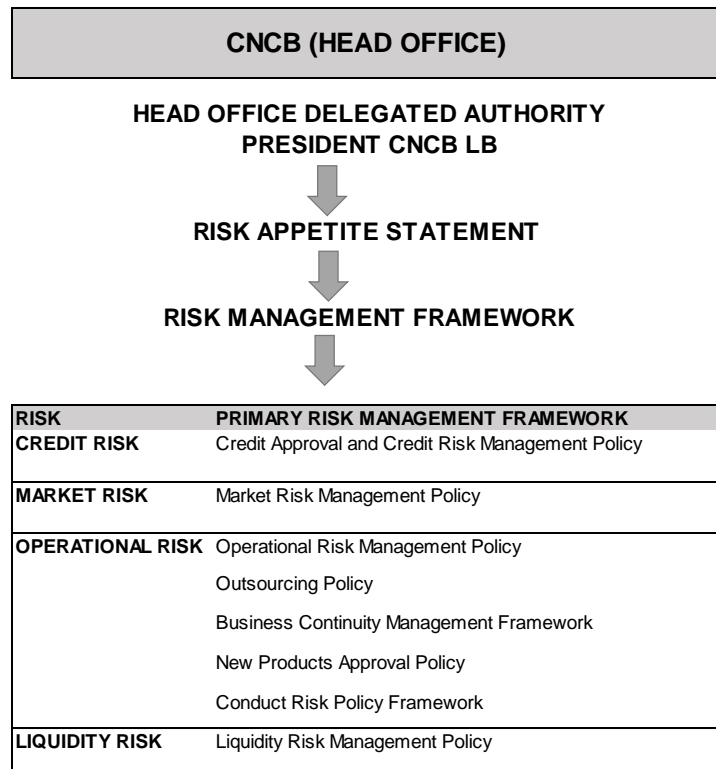 CNCB (HEAD OFFICE)
HEAD OFFICE DELEGATED AUTHORITY
PRESIDENT CNCB LB
RISK APPETITE STATEMENT
RISK MANAGEMENT FRAMEWORK
RISK PRIMARY RISK MANAGEMENT FRAMEWORK
CREDIT RISK Credit Approval and Credit Risk Management Policy
MARKET RISK Market Risk Management Policy
OPERATIONAL RISK Operational Risk Management Policy
Outsourcing Policy
Business Continuity Management Framework
New Products Approval Policy
Conduct Risk Policy Framework
LIQUIDITY RISK Liquidity Risk Management Policy